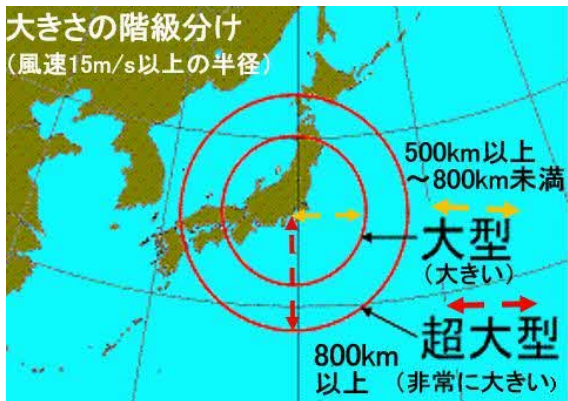 大きさの階級分け
(風速15m/s以上の半径)
500km以上
～800km未満
大型
(大きい)
超大型
(非常に大きい)
800km
以上